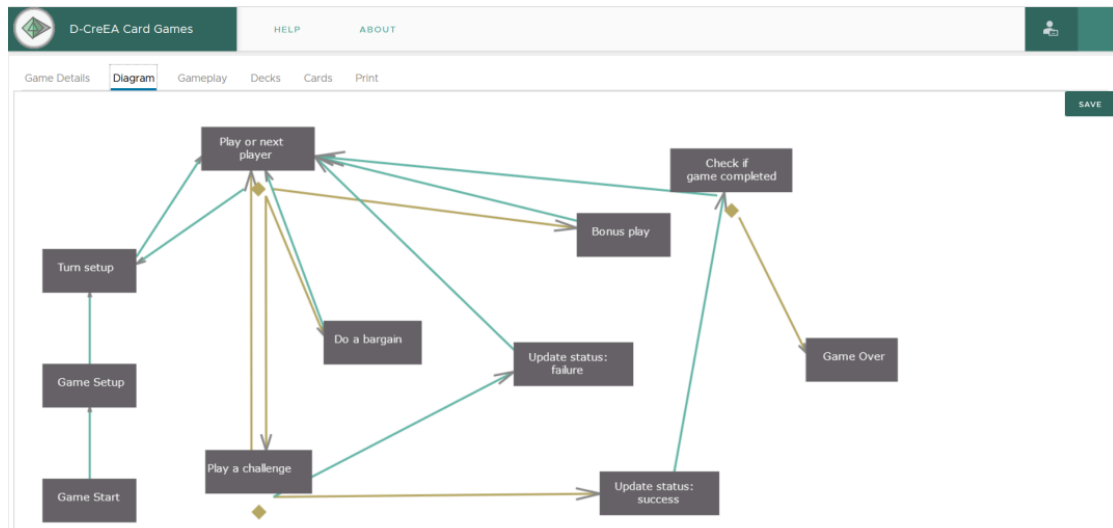 D-CreEA Card Games
HELP
ABOUT
Game Details
Diagram
Gameplay
Decks
Cards
Print
SAVE
Play or next
player
Check if
game completed
Bonus play
Turn setup
Do a bargain
Update status:
failure
Game Over
Game Setup
Play a challenge
Game Start
Update status:
success